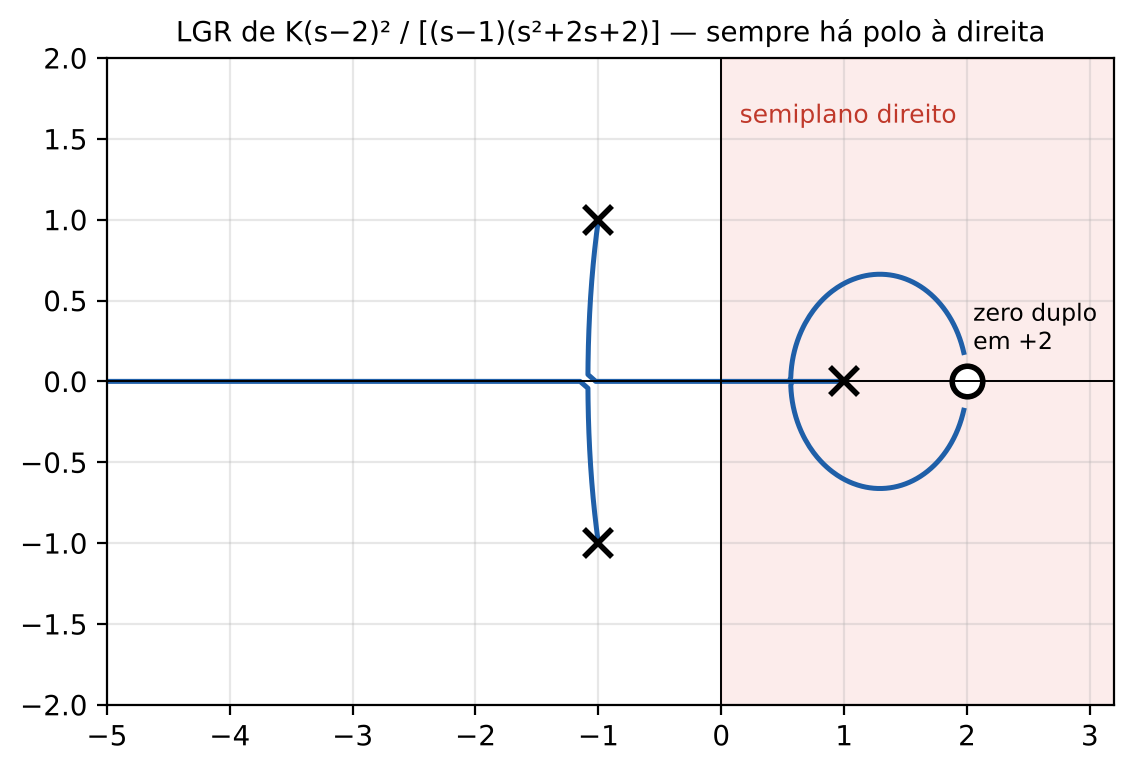 LGR de K(s−2)² / [(s−1)(s²+2s+2)] — sempre há polo à direita
2.0
semiplano direito
1.5
1.0
0.5
zero duplo
em +2
0.0
−0.5
−1.0
−1.5
−2.0
−5 −4 −3 −2 −1 0 1 2 3